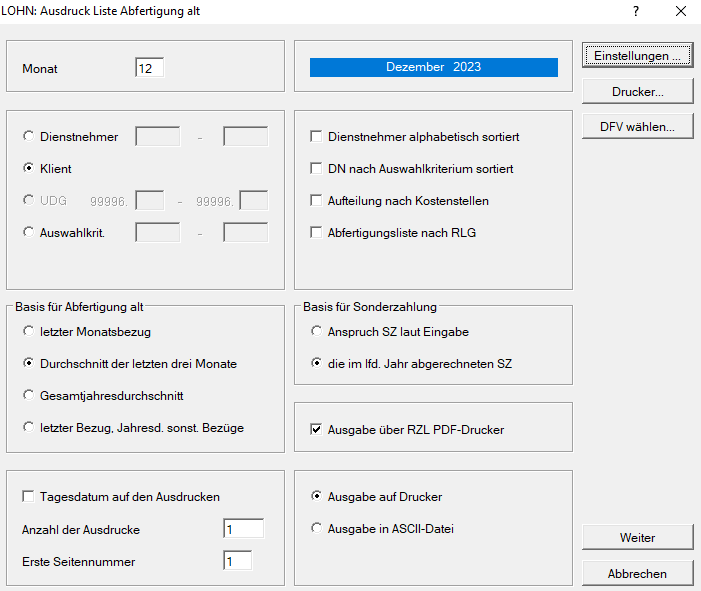 LOHN: Ausdruck Liste Abfertigung alt
Monat 12
Dezember 2023
Einstellungen ...
Drucker...
DFV wählen...
Dienstnehmer -
Klient
UDG 99996. - 99996.
Auswahlkrit. -
Dienstnehmer alphabetisch sortiert
DN nach Auswahlkriterium sortiert
Aufteilung nach Kostenstellen
Abfertigungsliste nach RLG
Basis für Abfertigung alt
letzter Monatsbezug
Durchschnitt der letzten drei Monate
Gesamtjahresdurchschnitt
letzter Bezug, Jahresd. sonst. Bezüge
Basis für Sonderzahlung
Anspruch SZ laut Eingabe
die im lfd. Jahr abgerechneten SZ
Ausgabe über RZL PDF-Drucker
Tagesdatum auf den Ausdrucken
Anzahl der Ausdrucke 1
Erste Seitennummer 1
Ausgabe auf Drucker
Ausgabe in ASCII-Datei
Weiter
Abbrechen